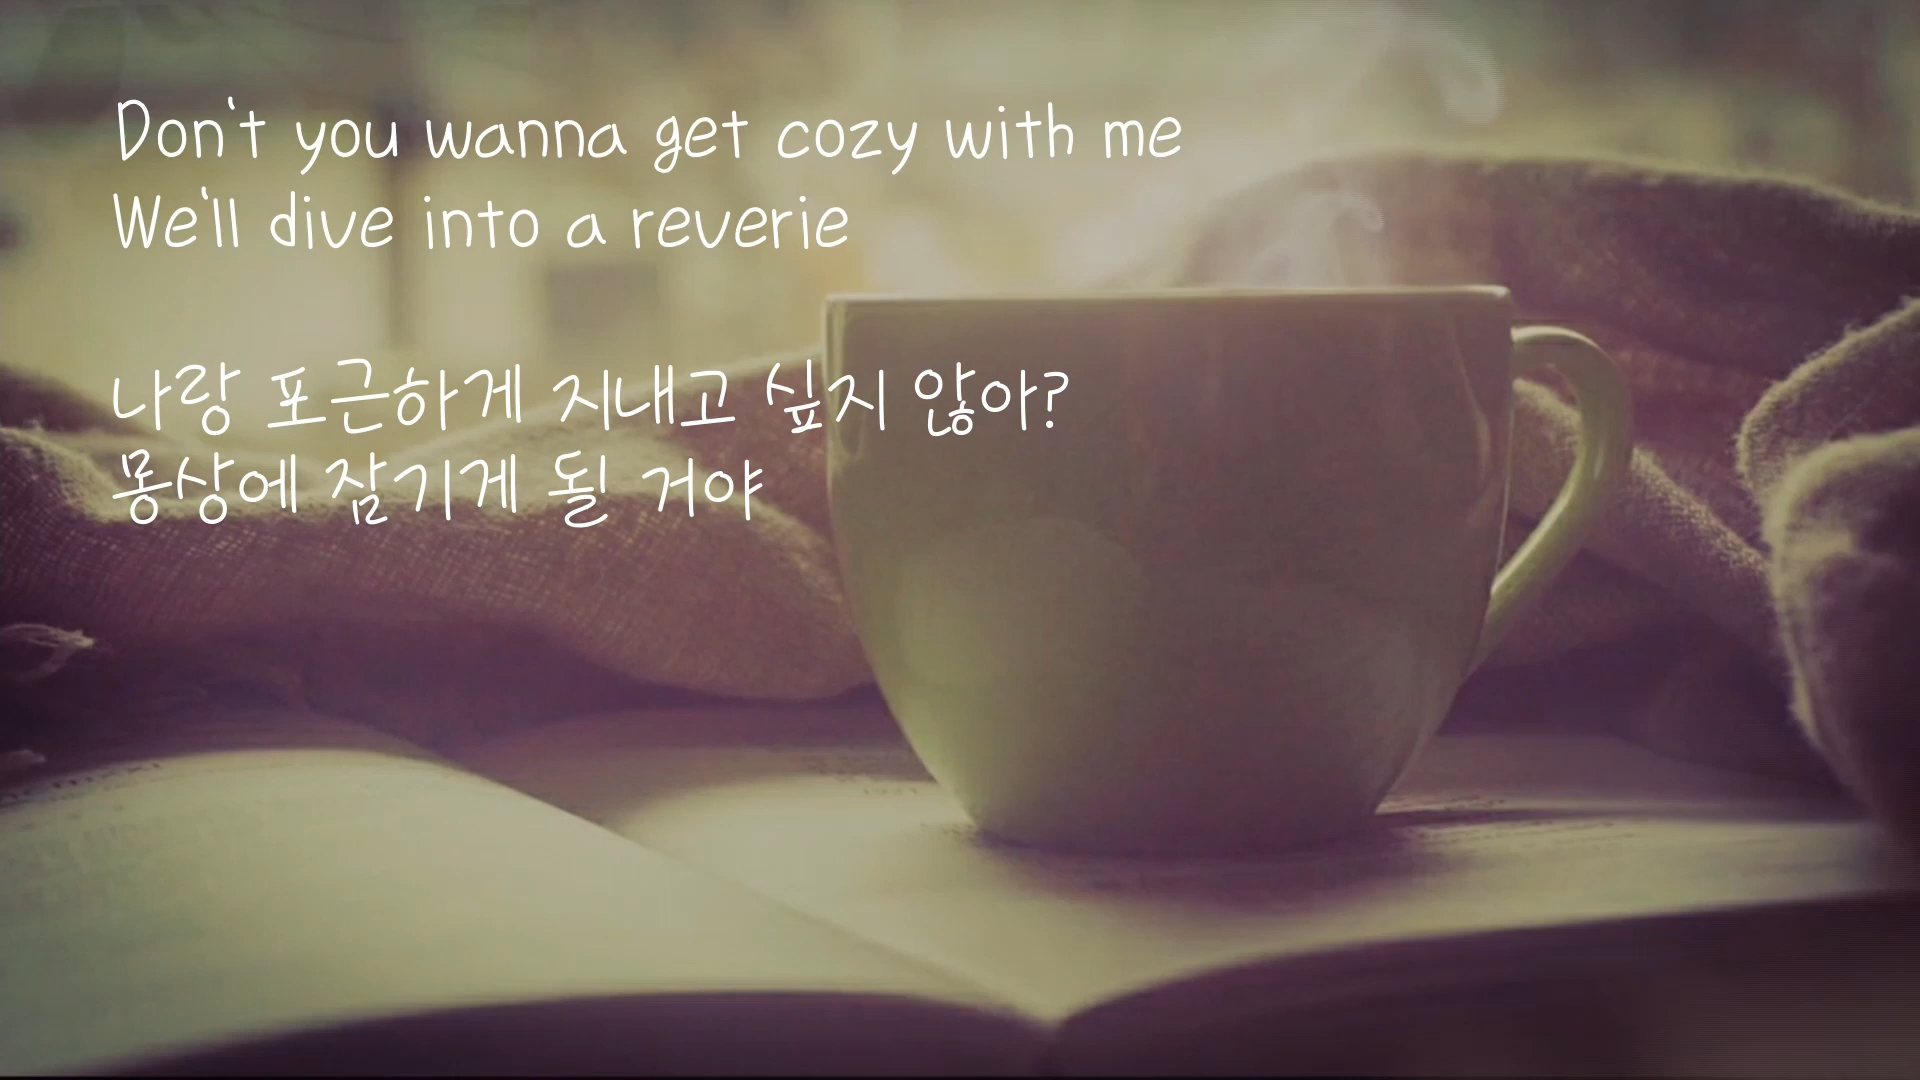 Don't you wanna get cozy with me
We'll dive into a reverie
나랑 포근하게 지내고 싶지 않아?
몽상에 잠기게 될 거야